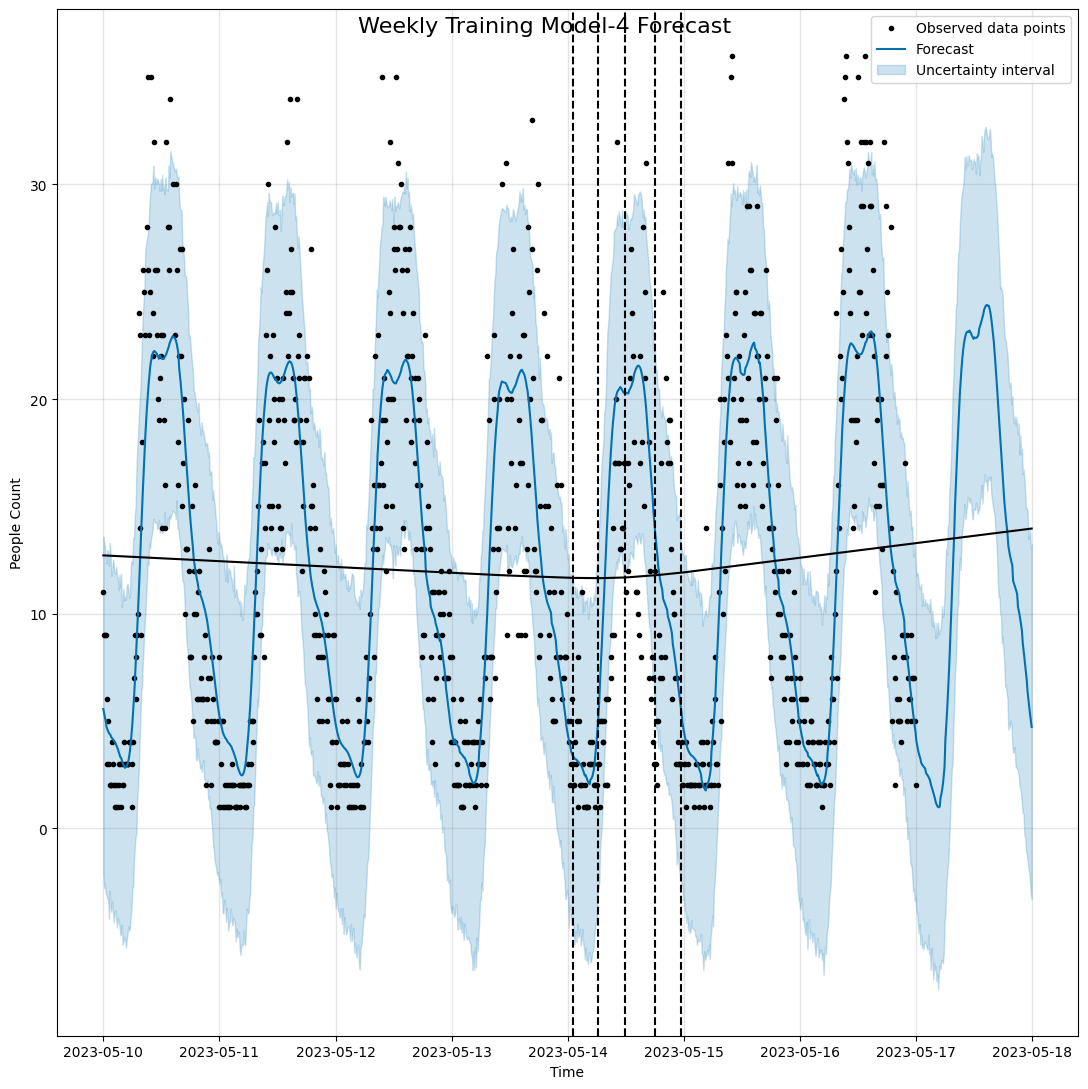 Weekly Training Model-4 Forecast
Observed data points
Forecast
Uncertainty interval
People Count
30
20
10
0
2023-05-10
2023-05-11
2023-05-12
2023-05-13
2023-05-14
2023-05-15
2023-05-16
2023-05-17
2023-05-18
Time